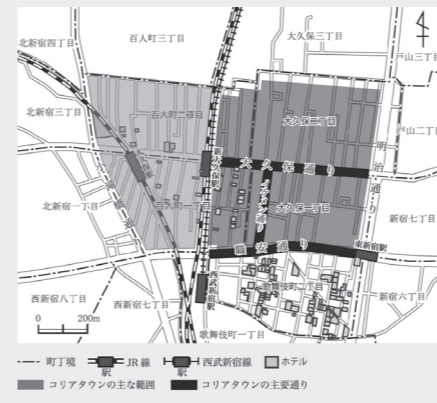 北新宿四丁目
百人町三丁目
大久保三丁目
戸山三丁目
北新宿三丁目
百人町二丁目
大久保二丁目
戸山二丁目
新大久保駅
大久保通り
明治通り
北新宿一丁目
百人町一丁目
イケメン通り
大久保一丁目
新宿七丁目
職安通り
東新宿駅
西新宿八丁目
西新宿七丁目
西武新宿駅
歌舞伎町二丁目
新宿六丁目
歌舞伎町一丁目
0 200m
町丁境
JR線
駅
西武新宿線
駅
ホテル
コリアタウンの主な範囲
コリアタウンの主要通り